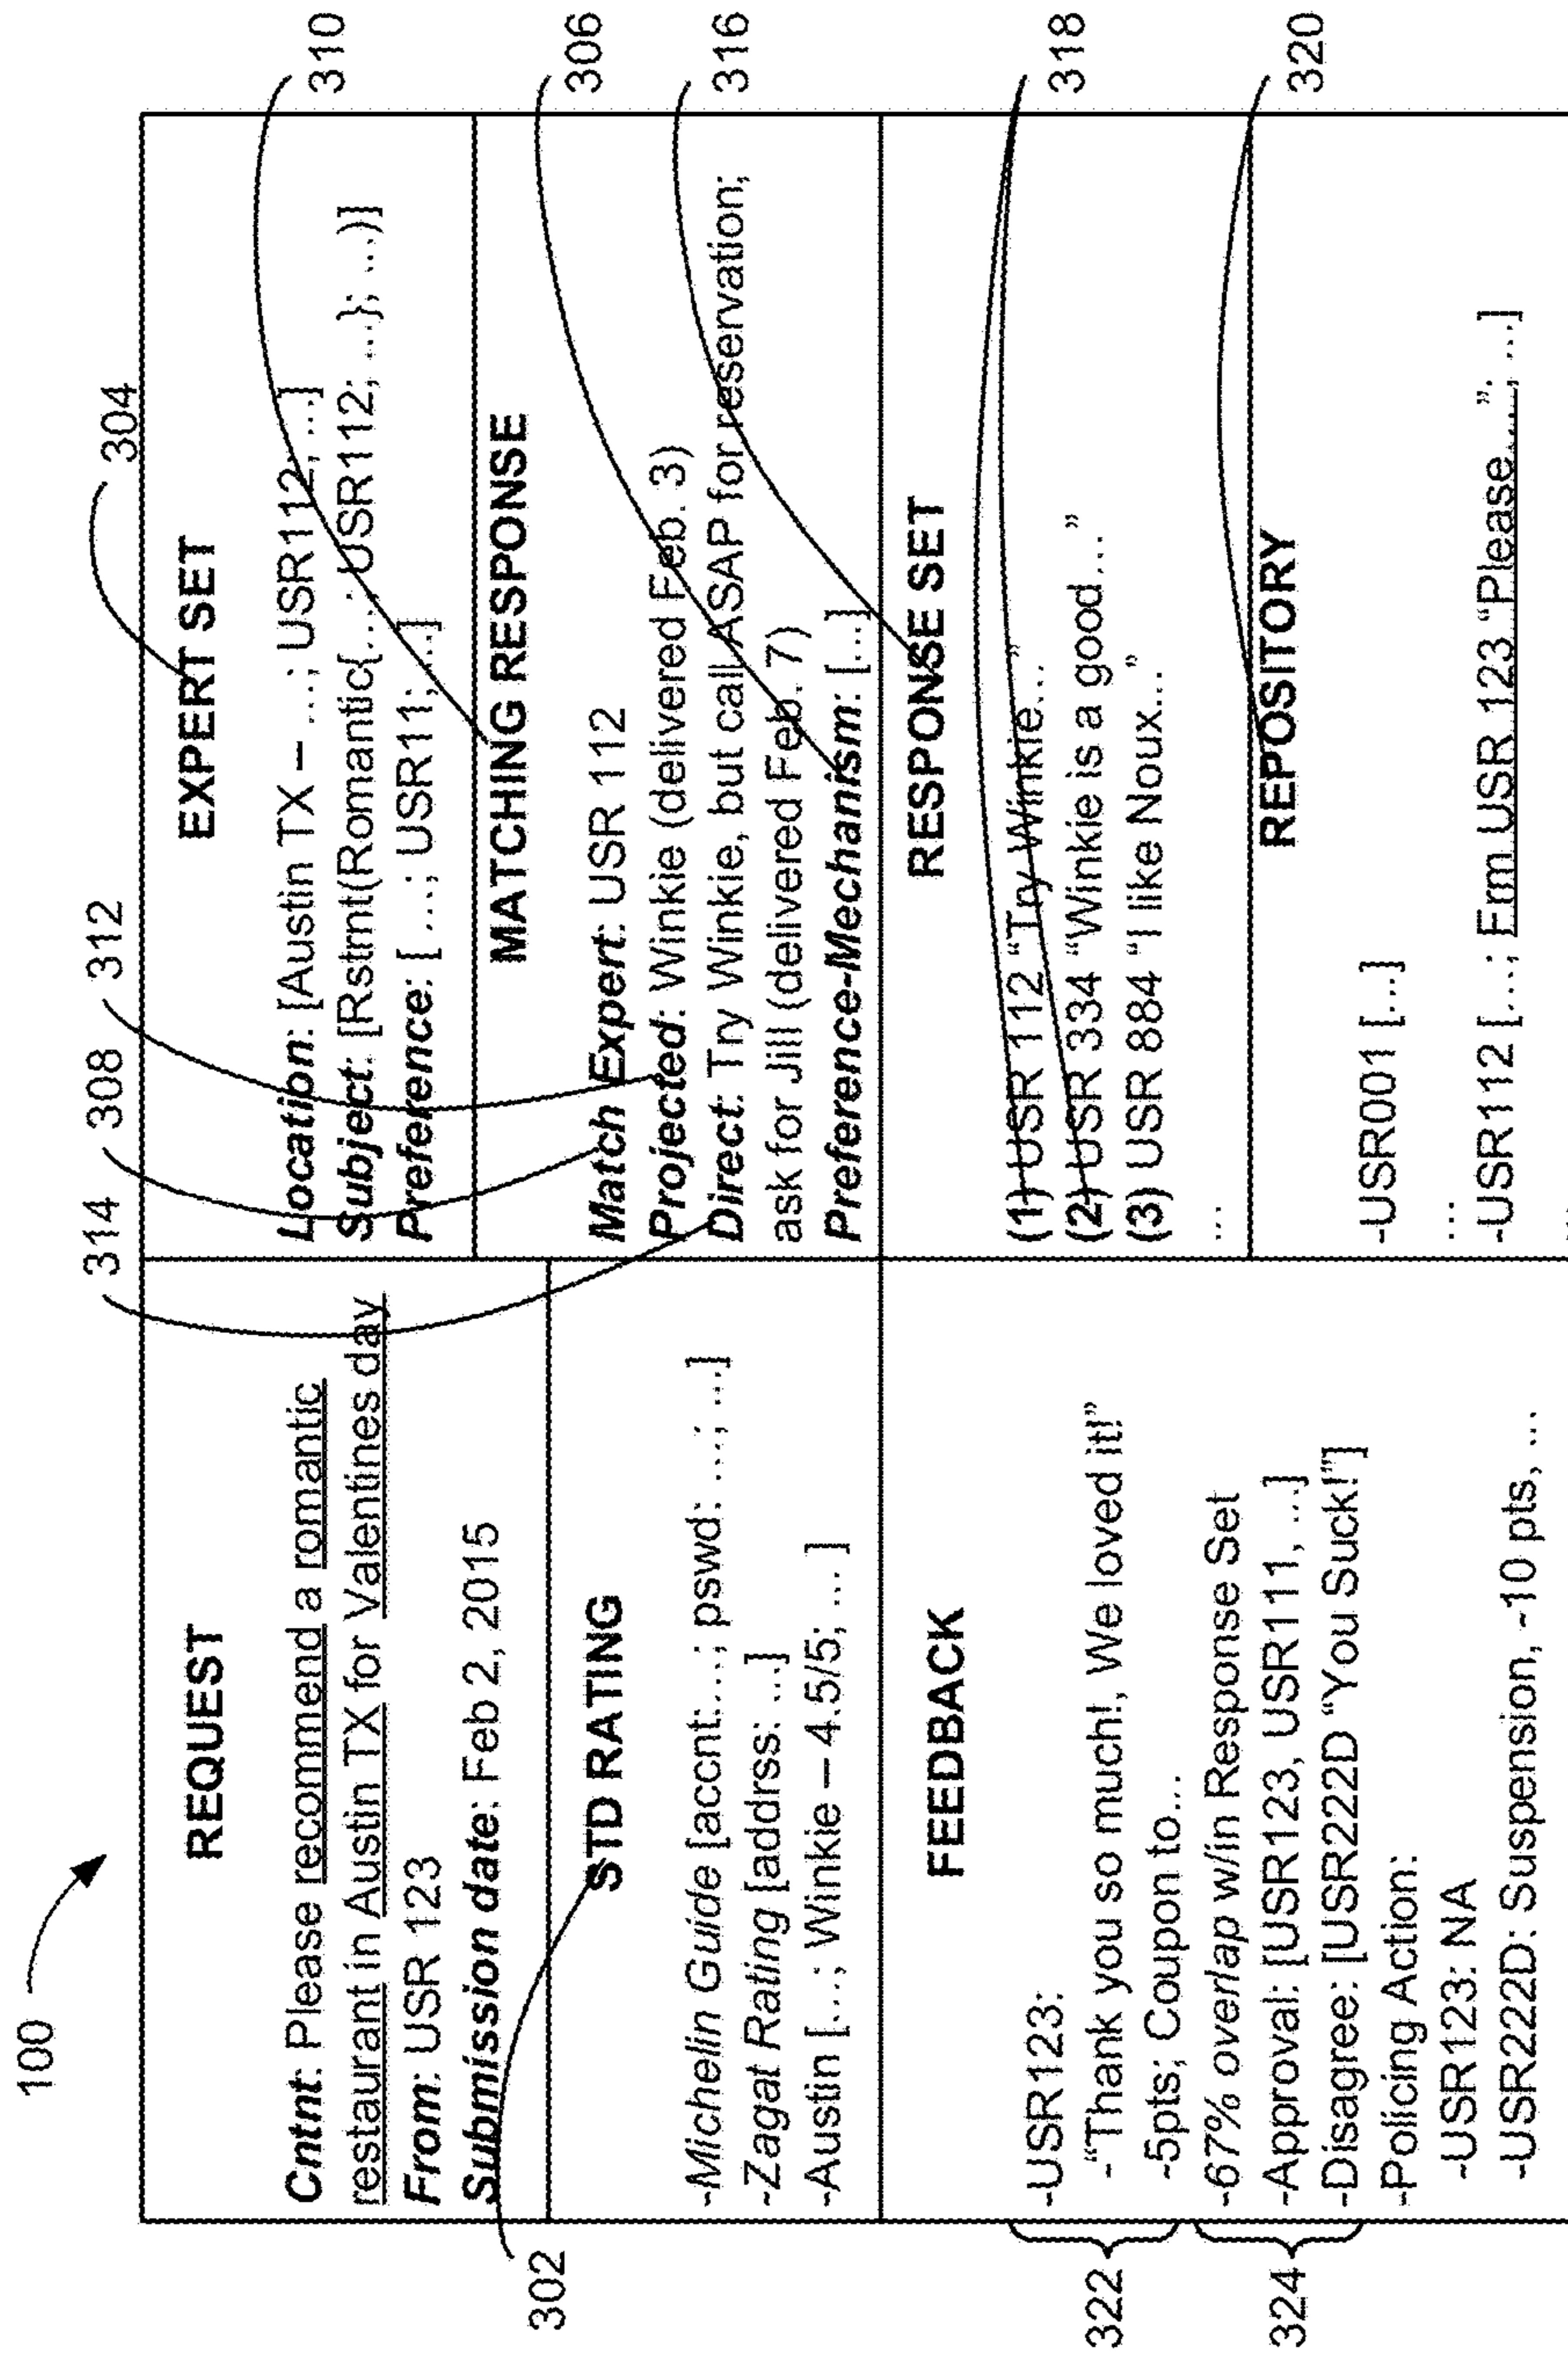 100
REQUEST
Cntnt: Please recommend a romantic
restaurant in Austin TX for Valentines day
From: USR 123
Submission date: Feb 2, 2015
302
STD RATING
-Michelin Guide [accnt:...; pswd: ...; ...]
-Zagat Rating [addrss: ...]
-Austin [...; Winkie – 4.5/5; ... ]
FEEDBACK
322
-USR123:
-“Thank you so much!, We loved it!”
-5pts; Coupon to...
324
-67% overlap w/in Response Set
-Approval: [USR123, USR111, ...]
-Disagree: [USR222D “You Suck!”]
-Policing Action:
-USR123: NA
-USR222D: Suspension, -10 pts, ...
314
308
312
304
EXPERT SET
Location: [Austin TX – ...; USR112; ...]
Subject: [Rstrnt(Romantic{...; USR112; ...}; ...)]
Preference: [ ...; USR11; ...]
310
MATCHING RESPONSE
Match Expert: USR 112
Projected: Winkie (delivered Feb. 3)
Direct: Try Winkie, but call ASAP for reservation;
ask for Jill (delivered Feb. 7)
Preference-Mechanism: [...]
306
316
RESPONSE SET
(1) USR 112 “Try Winkie...”
(2) USR 334 “Winkie is a good...”
(3) USR 884 “I like Noux...”
...
318
320
REPOSITORY
-USR001 [...]
...
-USR112 [...; Frm USR 123 “Please...”; ...]
...